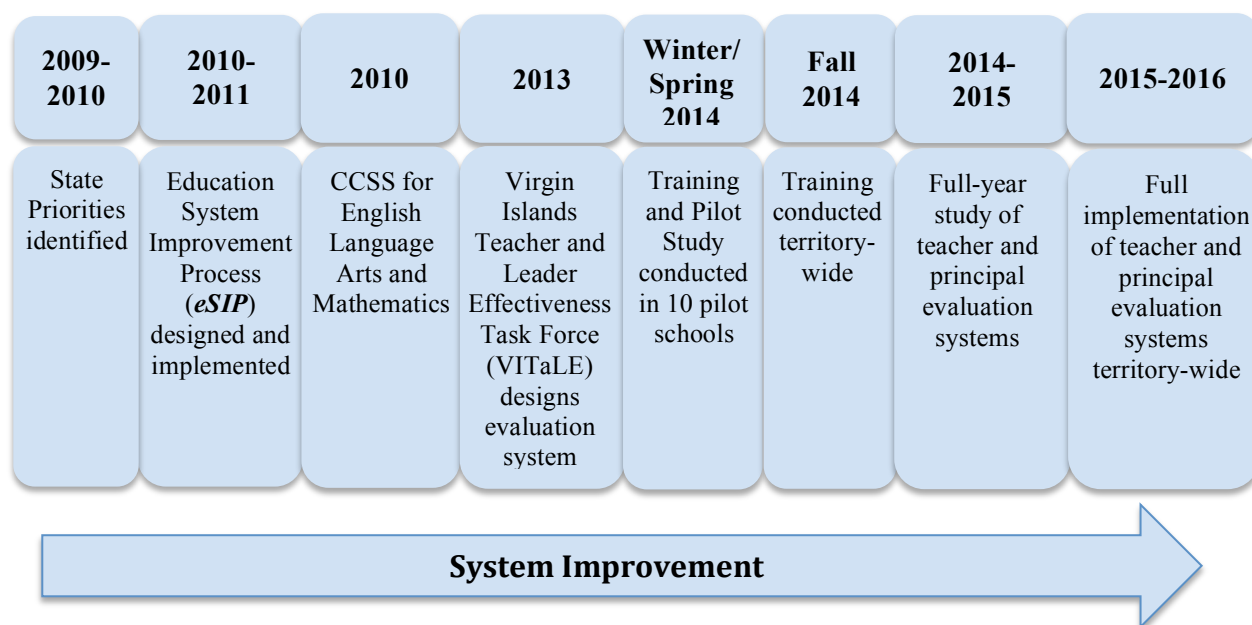 2009-
2010
2010-
2011
2010
2013
Winter/
Spring
2014
Fall
2014
2014-
2015
2015-2016
State
Priorities
identified
Education
System
Improvement
Process
(eSIP)
designed and
implemented
CCSS for
English
Language
Arts and
Mathematics
Virgin
Islands
Teacher and
Leader
Effectiveness
Task Force
(VITaLE)
designs
evaluation
system
Training
and Pilot
Study
conducted
in 10 pilot
schools
Training
conducted
territory-
wide
Full-year
study of
teacher and
principal
evaluation
systems
Full
implementation
of teacher and
principal
evaluation
systems
territory-wide
System Improvement